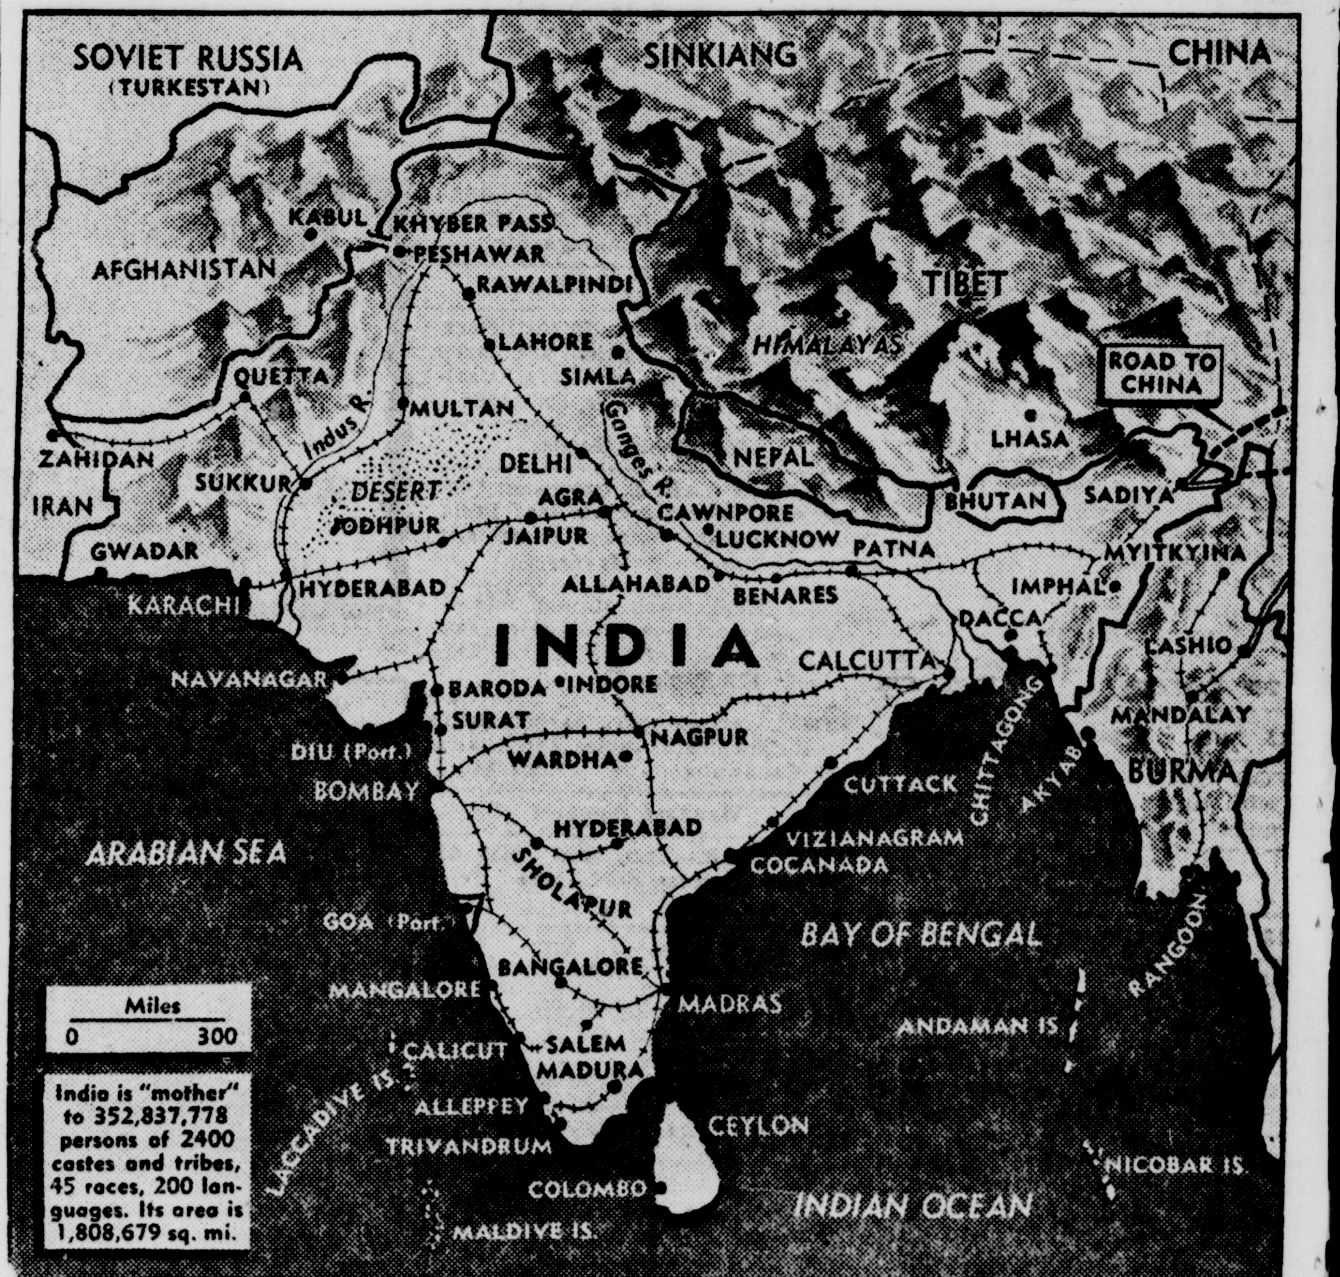 SOVIET RUSSIA
(TURKESTAN)
SINKIANG
CHINA
KABUL
KHYBER PASS
PESHAWAR
AFGHANISTAN
RAWALPINDI
TIBET
LAHORE
HIMALAYAS
SIMLA
ROAD TO
CHINA
QUETTA
Indus R.
MULTAN
Ganges R.
LHASA
ZAHIDAN
DELHI
NEPAL
SUKKUR
DESERT
AGRA
BHUTAN
SADIYA
IRAN
JODHPUR
JAIPUR
CAWNPORE
LUCKNOW
PATNA
GWADAR
MYITKYINA
KARACHI
HYDERABAD
ALLAHABAD
BENARES
IMPHAL
DACCA
INDIA
CALCUTTA
LASHIO
NAVANAGAR
BARODA
INDORE
SURAT
CHITTAGONG
MANDALAY
DIU (Port.)
WARDHA
NAGPUR
AKYAB
BURMA
BOMBAY
CUTTACK
HYDERABAD
VIZIANAGRAM
ARABIAN SEA
SHOLAPUR
COCANADA
GOA (Port.)
BAY OF BENGAL
RANGOON
BANGALORE
MANGALORE
MADRAS
Miles
0 300
ANDAMAN IS
CALICUT
SALEM
MADURA
LACCADIVE IS.
ALLEPPEY
CEYLON
TRIVANDRUM
NICOBAR IS.
COLOMBO
INDIAN OCEAN
MALDIVE IS.
India is "mother"
to 352,837,778
persons of 2400
castes and tribes,
45 races, 200 lan-
guages. Its area is
1,808,679 sq. mi.